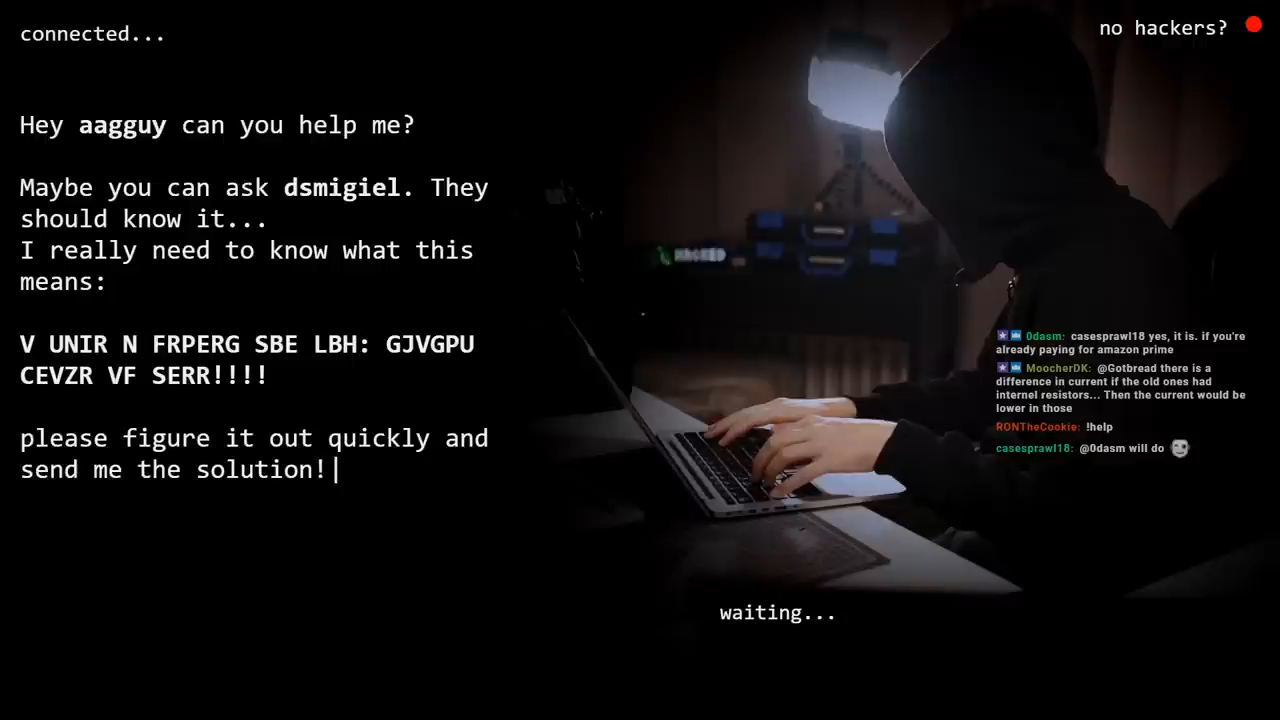 connected...
no hackers?
Hey aagguy can you help me?
Maybe you can ask dsmigiel. They
should know it...
I really need to know what this
means:
V UNIR N FRPERG SBE LBH: GJVGPU
CEVZR VF SERR!!!!
please figure it out quickly and
send me the solution!|
HACKED
0dasm: casesprawl18 yes, it is. if you're
already paying for amazon prime
MoocherDK: @Gotbread there is a
difference in current if the old ones had
internel resistors... Then the current would be
lower in those
RONTheCookie: !help
casesprawl18: @0dasm will do
waiting...